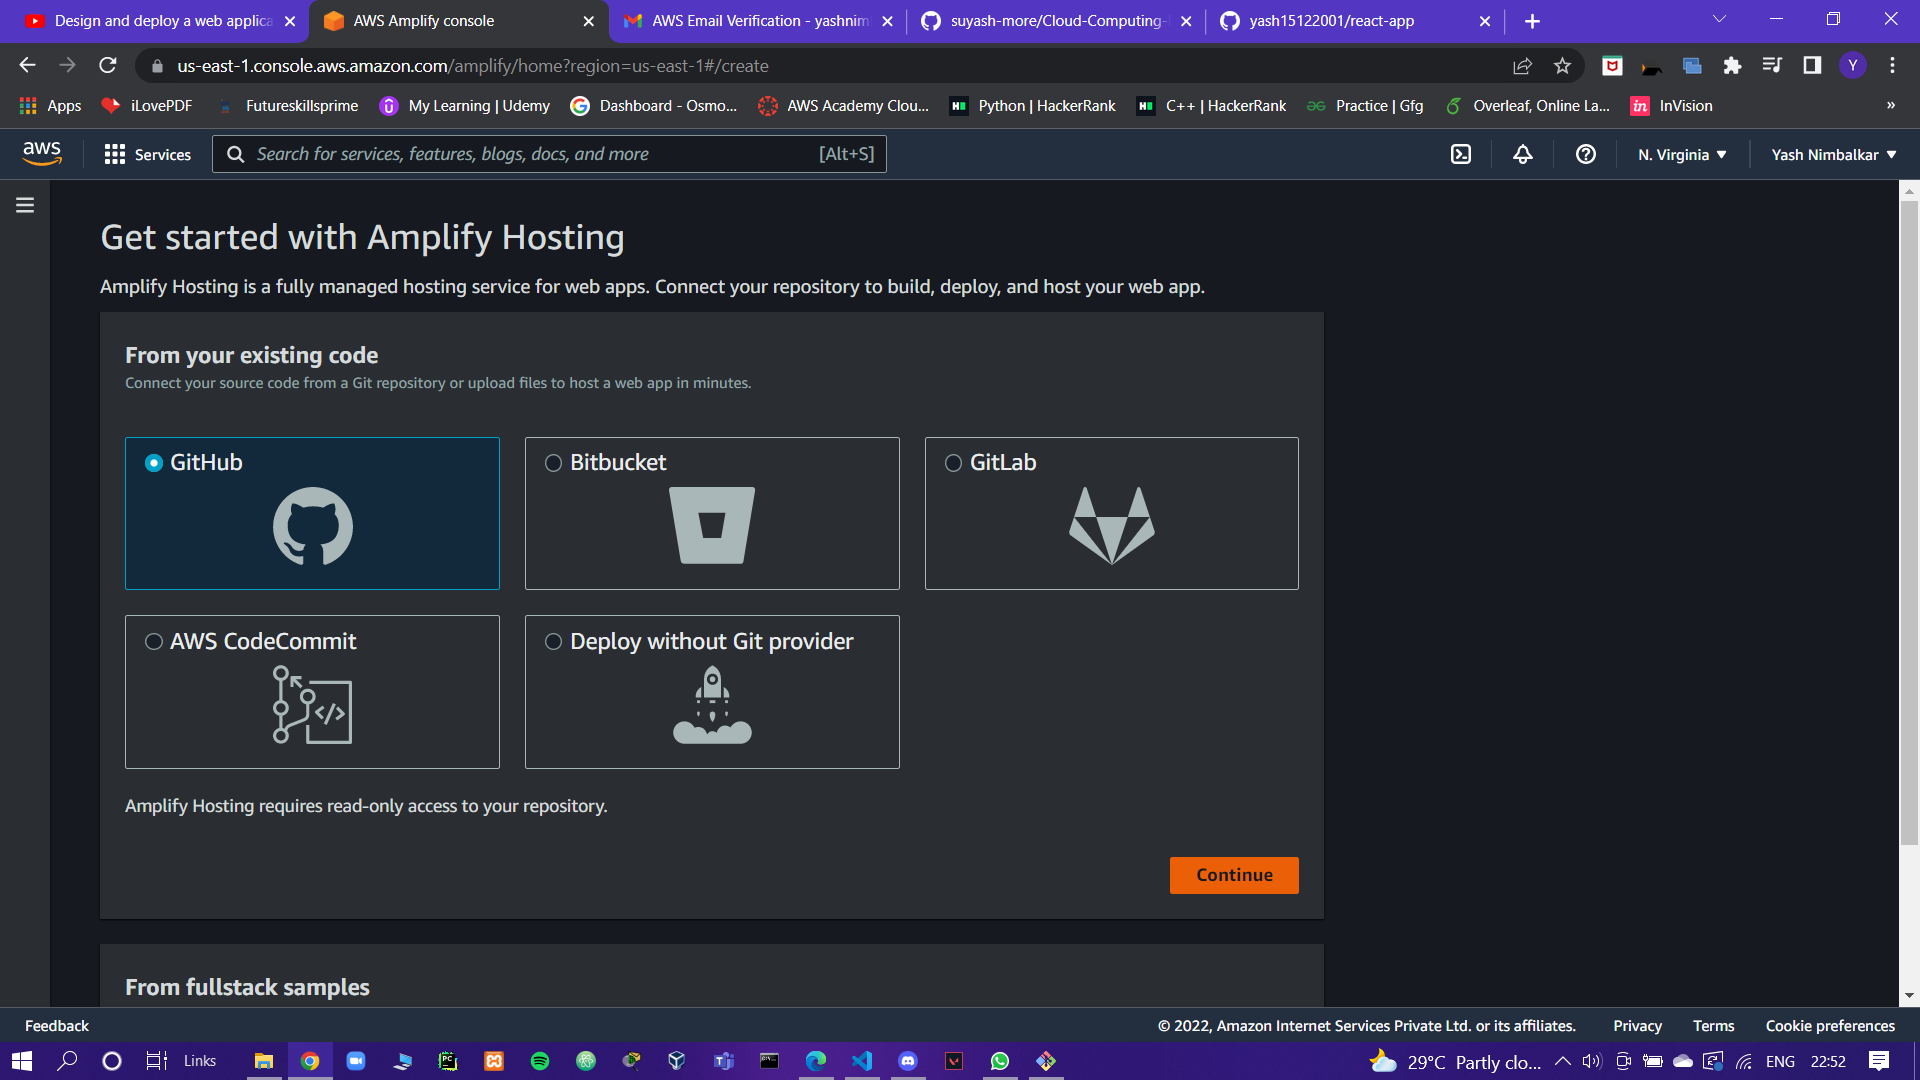 Design and deploy a web applica
AWS Amplify console
AWS Email Verification - yashnim
suyash-more/Cloud-Computing-
yash15122001/react-app
us-east-1.console.aws.amazon.com/amplify/home?region=us-east-1#/create
Y
Apps
iLovePDF
Futureskillsprime
My Learning | Udemy
Dashboard - Osmo...
AWS Academy Clou...
Python | HackerRank
C++ | HackerRank
Practice | Gfg
Overleaf, Online La...
InVision
»
aws
Services
Search for services, features, blogs, docs, and more
[Alt+S]
N. Virginia
Yash Nimbalkar
Get started with Amplify Hosting
Amplify Hosting is a fully managed hosting service for web apps. Connect your repository to build, deploy, and host your web app.
From your existing code
Connect your source code from a Git repository or upload files to host a web app in minutes.
GitHub
Bitbucket
GitLab
AWS CodeCommit
Deploy without Git provider
Amplify Hosting requires read-only access to your repository.
Continue
From fullstack samples
Feedback
© 2022, Amazon Internet Services Private Ltd. or its affiliates.
Privacy
Terms
Cookie preferences
Links
29°C Partly clo...
ENG
22:52